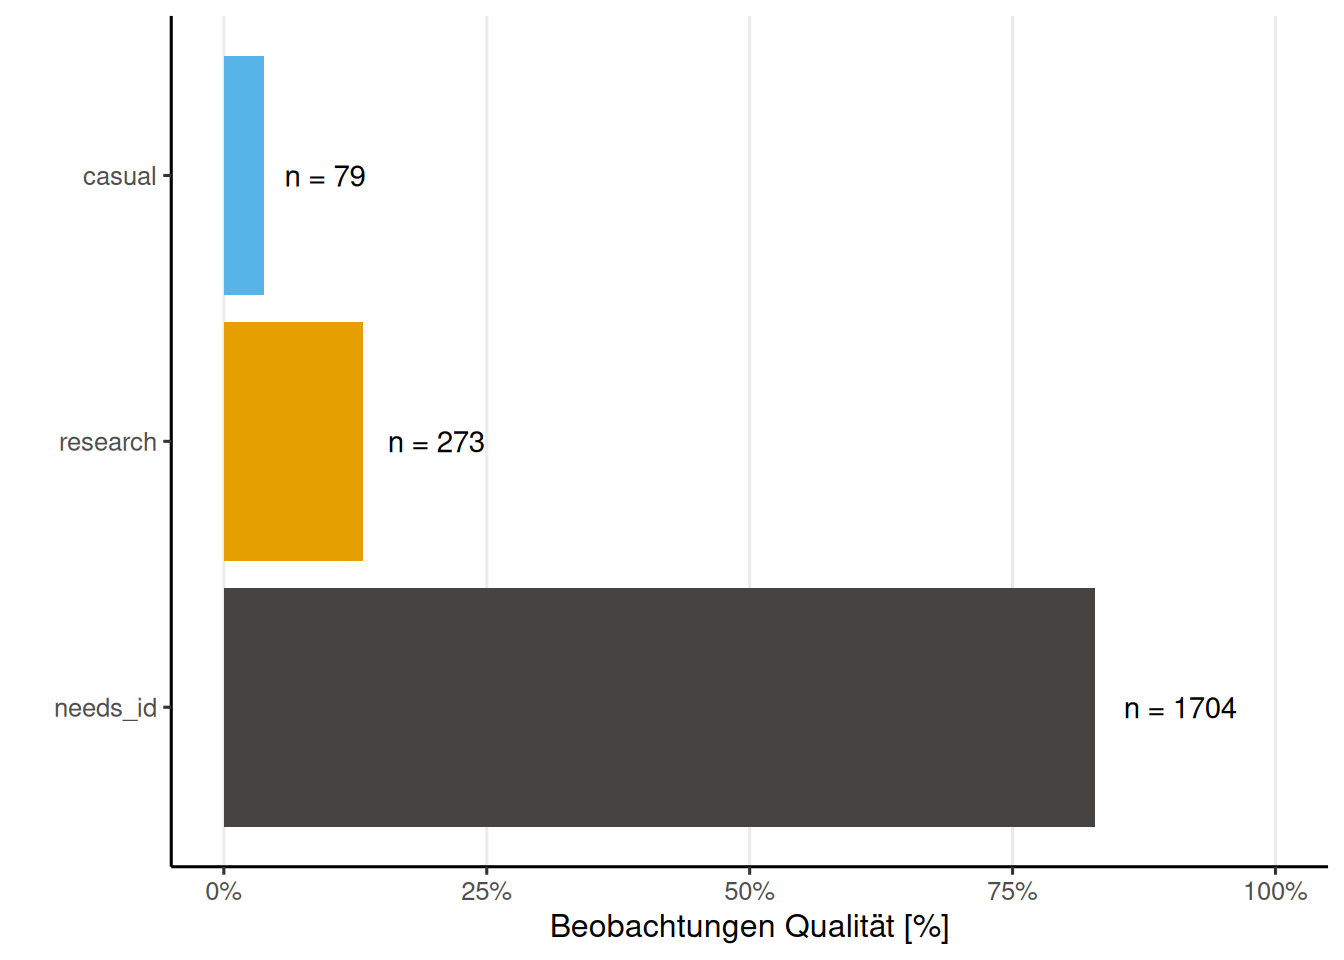 casual
n = 79
research
n = 273
needs_id
n = 1704
0% 25% 50% 75% 100%
Beobachtungen Qualität [%]